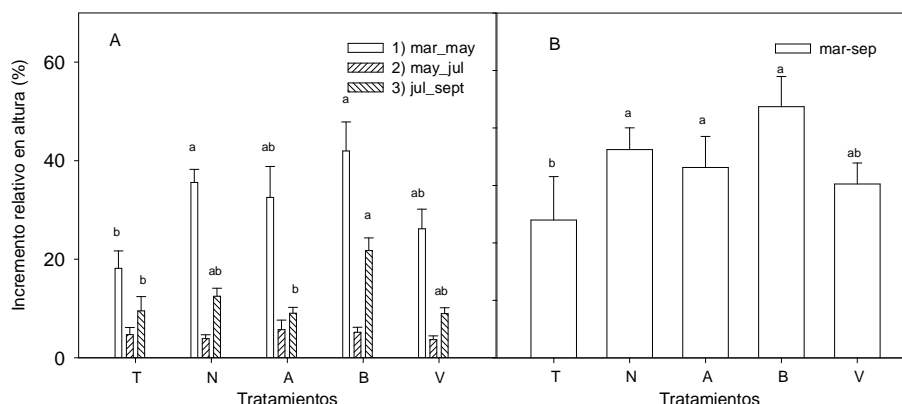 A
1) mar_may
2) may_jul
3) jul_sept
Incremento relativo en altura (%)
60
40
20
0
b
b
a
ab
ab
b
a
a
ab
ab
T
N
A
B
V
Tratamientos
B
mar-sep
b
a
a
a
ab
T
N
A
B
V
Tratamientos